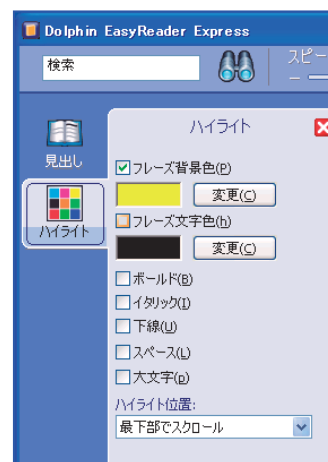 Dolphin EasyReader Express
検索
スピー
見出し
ハイライト
ハイライト
フレーズ背景色(P)
変更(C)
フレーズ文字色(h)
変更(C)
ボールド(B)
イタリック(I)
下線(U)
スペース(L)
大文字(p)
ハイライト位置:
最下部でスクロール